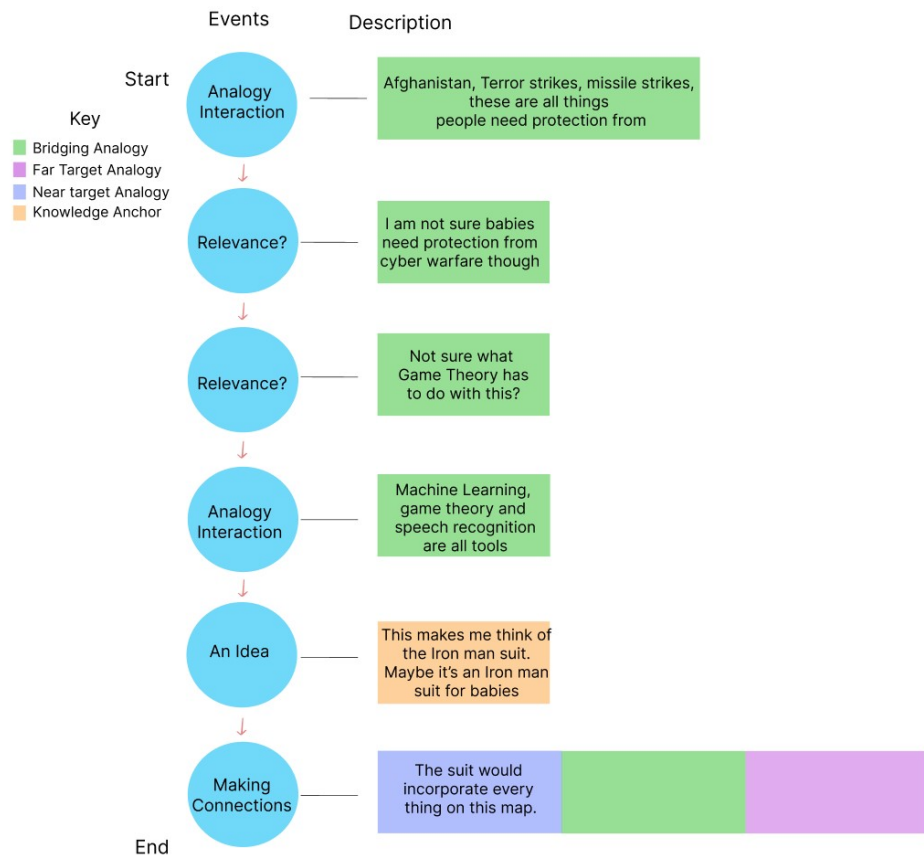 Events
Description
Start
Analogy
Interaction
Afghanistan, Terror strikes, missile strikes,
these are all things
people need protection from
Key
Bridging Analogy
Far Target Analogy
Near target Analogy
Knowledge Anchor
Relevance?
I am not sure babies
need protection from
cyber warfare though
Relevance?
Not sure what
Game Theory has
to do with this?
Analogy
Interaction
Machine Learning,
game theory and
speech recognition
are all tools
An Idea
This makes me think of
the Iron man suit.
Maybe it's an Iron man
suit for babies
Making
Connections
The suit would
incorporate every
thing on this map.
End